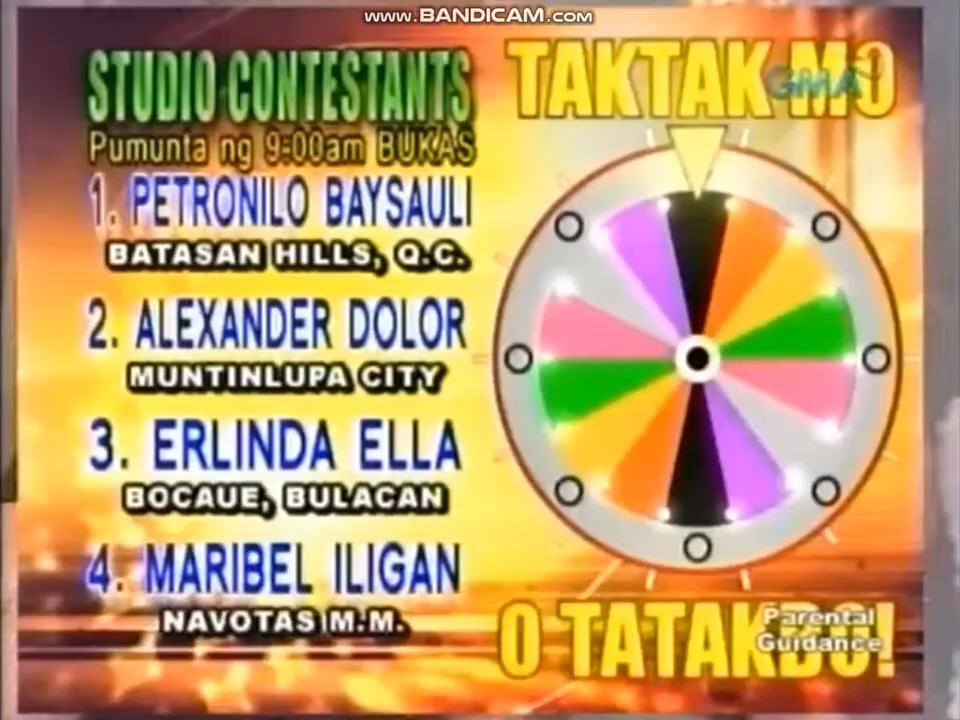 www.BANDICAM.com
STUDIO CONTESTANTS
Pumunta ng 9:00am BUKAS
1. PETRONILO BAYSAULI
BATASAN HILLS, Q.C.
2. ALEXANDER DOLOR
MUNTINLUPA CITY
3. ERLINDA ELLA
BOCAUE, BULACAN
4. MARIBEL ILIGAN
NAVOTAS M.M.
TAKTAK MO
GMA
O TATAKBO!
Parental
Guidance